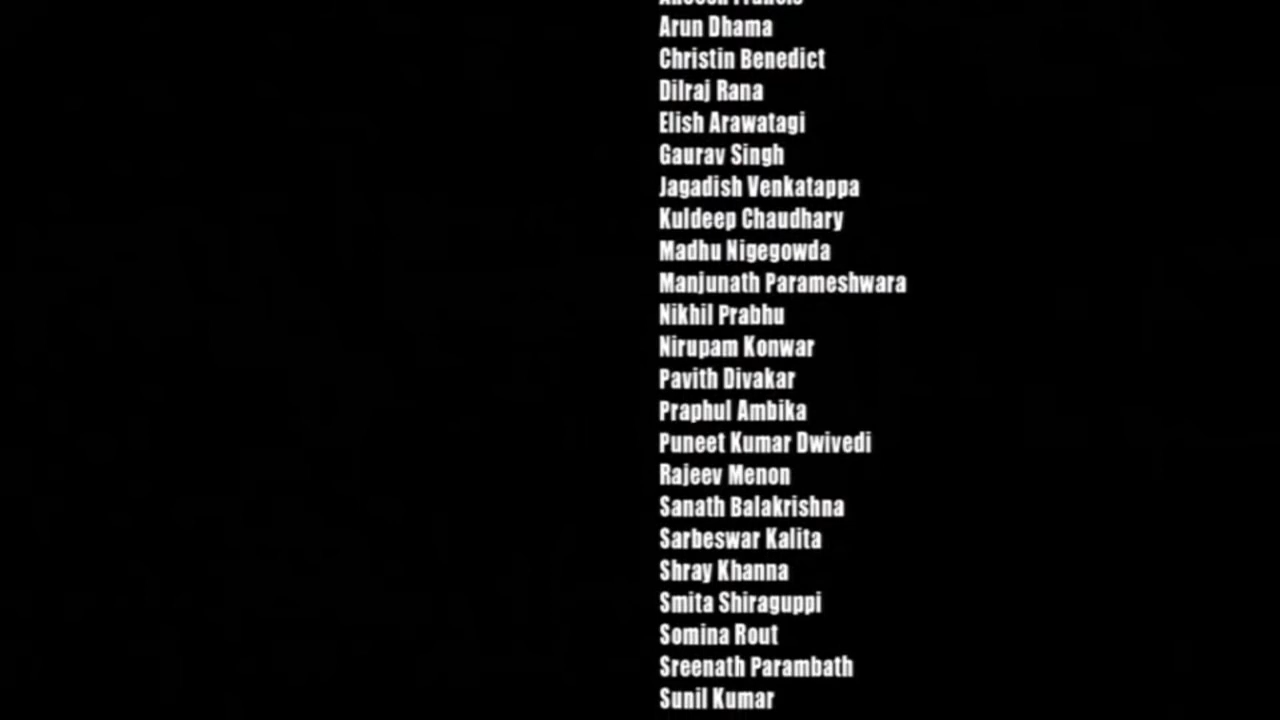 Arun Dhama
Christin Benedict
Dilraj Rana
Elish Arawatagi
Gaurav Singh
Jagadish Venkatappa
Kuldeep Chaudhary
Madhu Nigegowda
Manjunath Parameshwara
Nikhil Prabhu
Nirupam Konwar
Pavith Divakar
Praphul Ambika
Puneet Kumar Dwivedi
Rajeev Menon
Sanath Balakrishna
Sarbeswar Kalita
Shray Khanna
Smita Shiraguppi
Somina Rout
Sreenath Parambath
Sunil Kumar